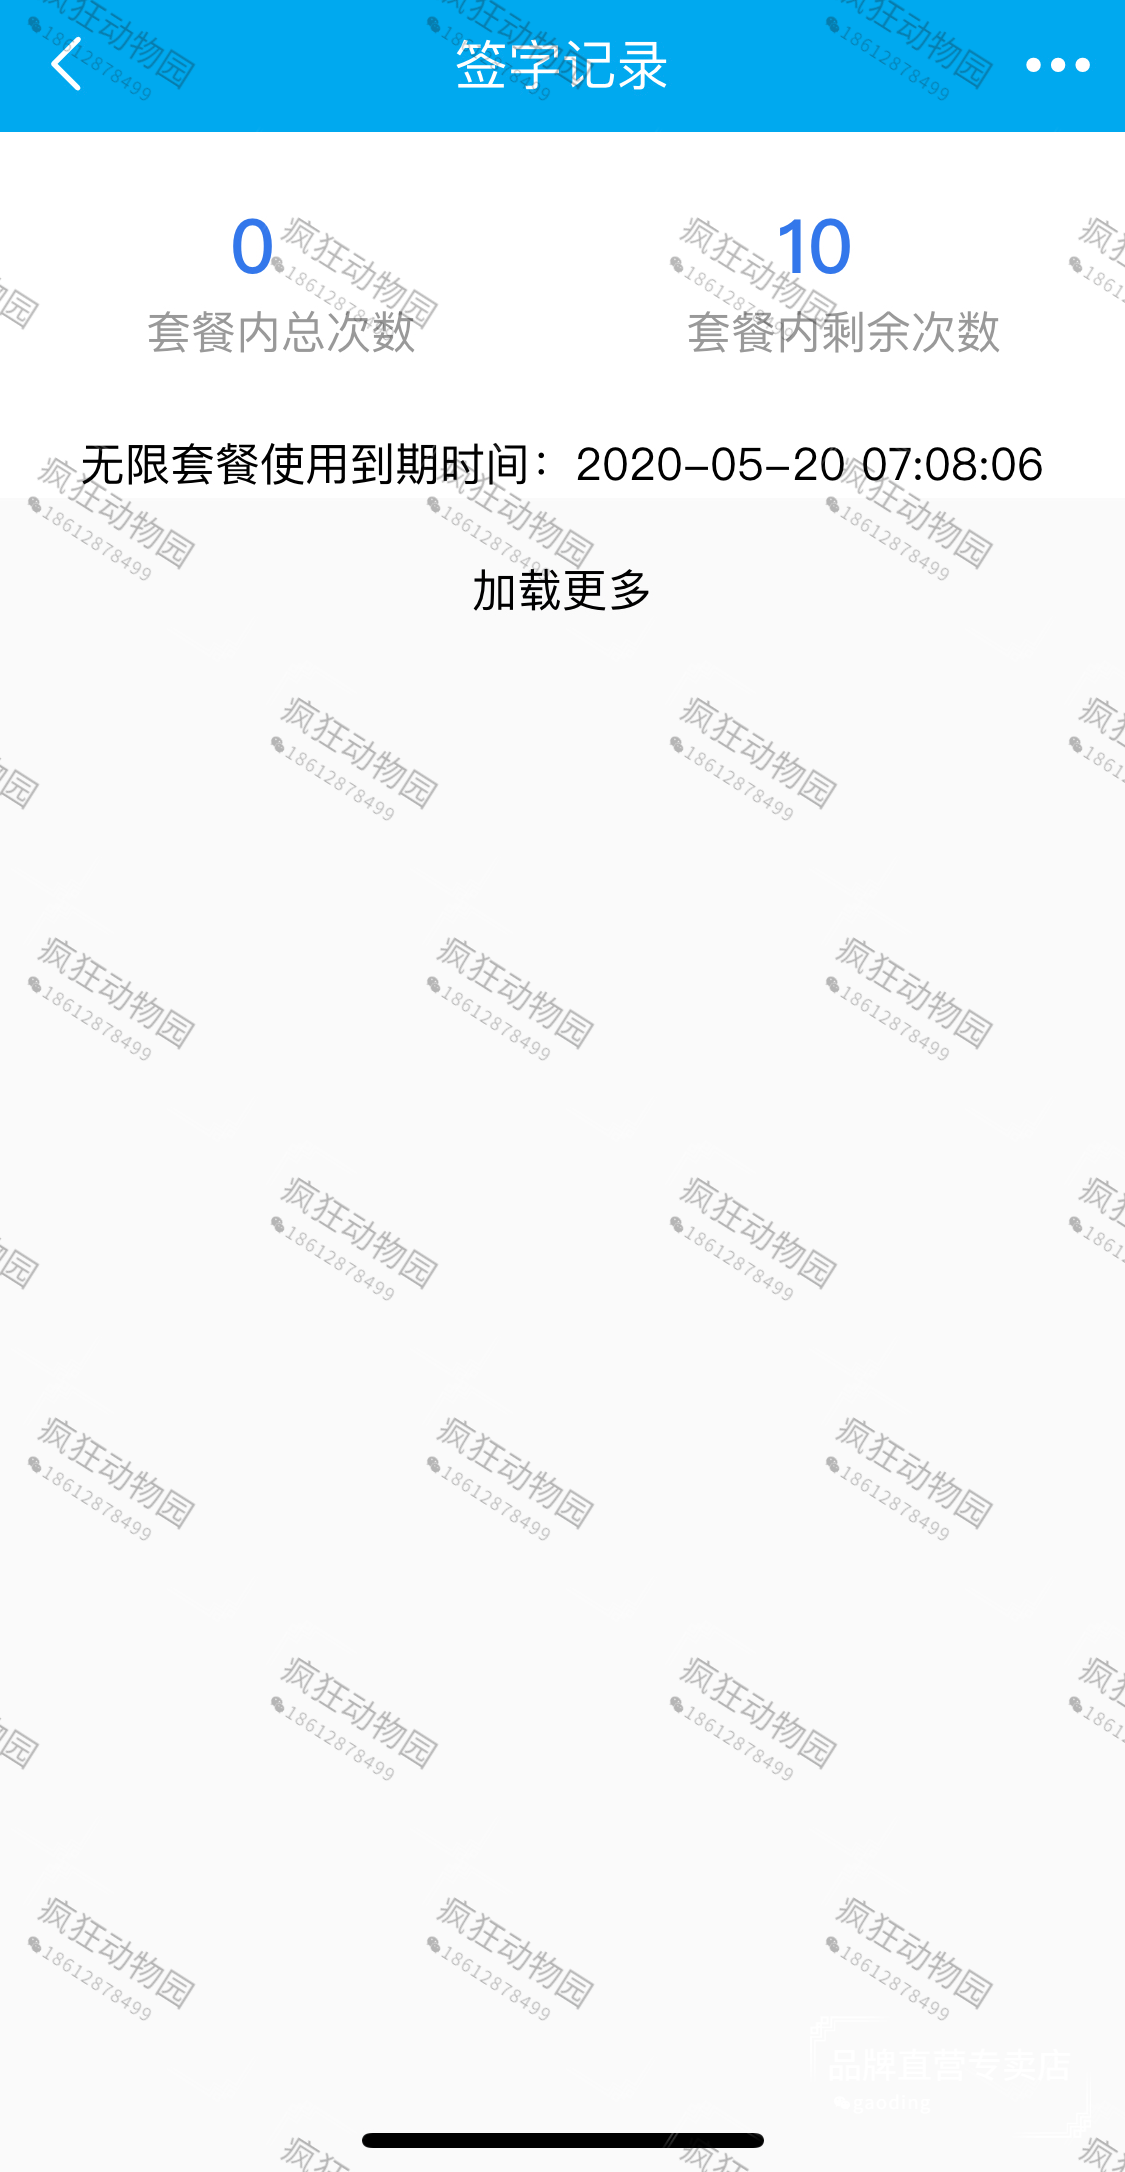 签字记录
0
10
套餐内总次数
套餐内剩余次数
无限套餐使用到期时间：2020-05-20 07:08:06
加载更多
疯狂动物园
18612878499
品牌直营专卖店
gaoding